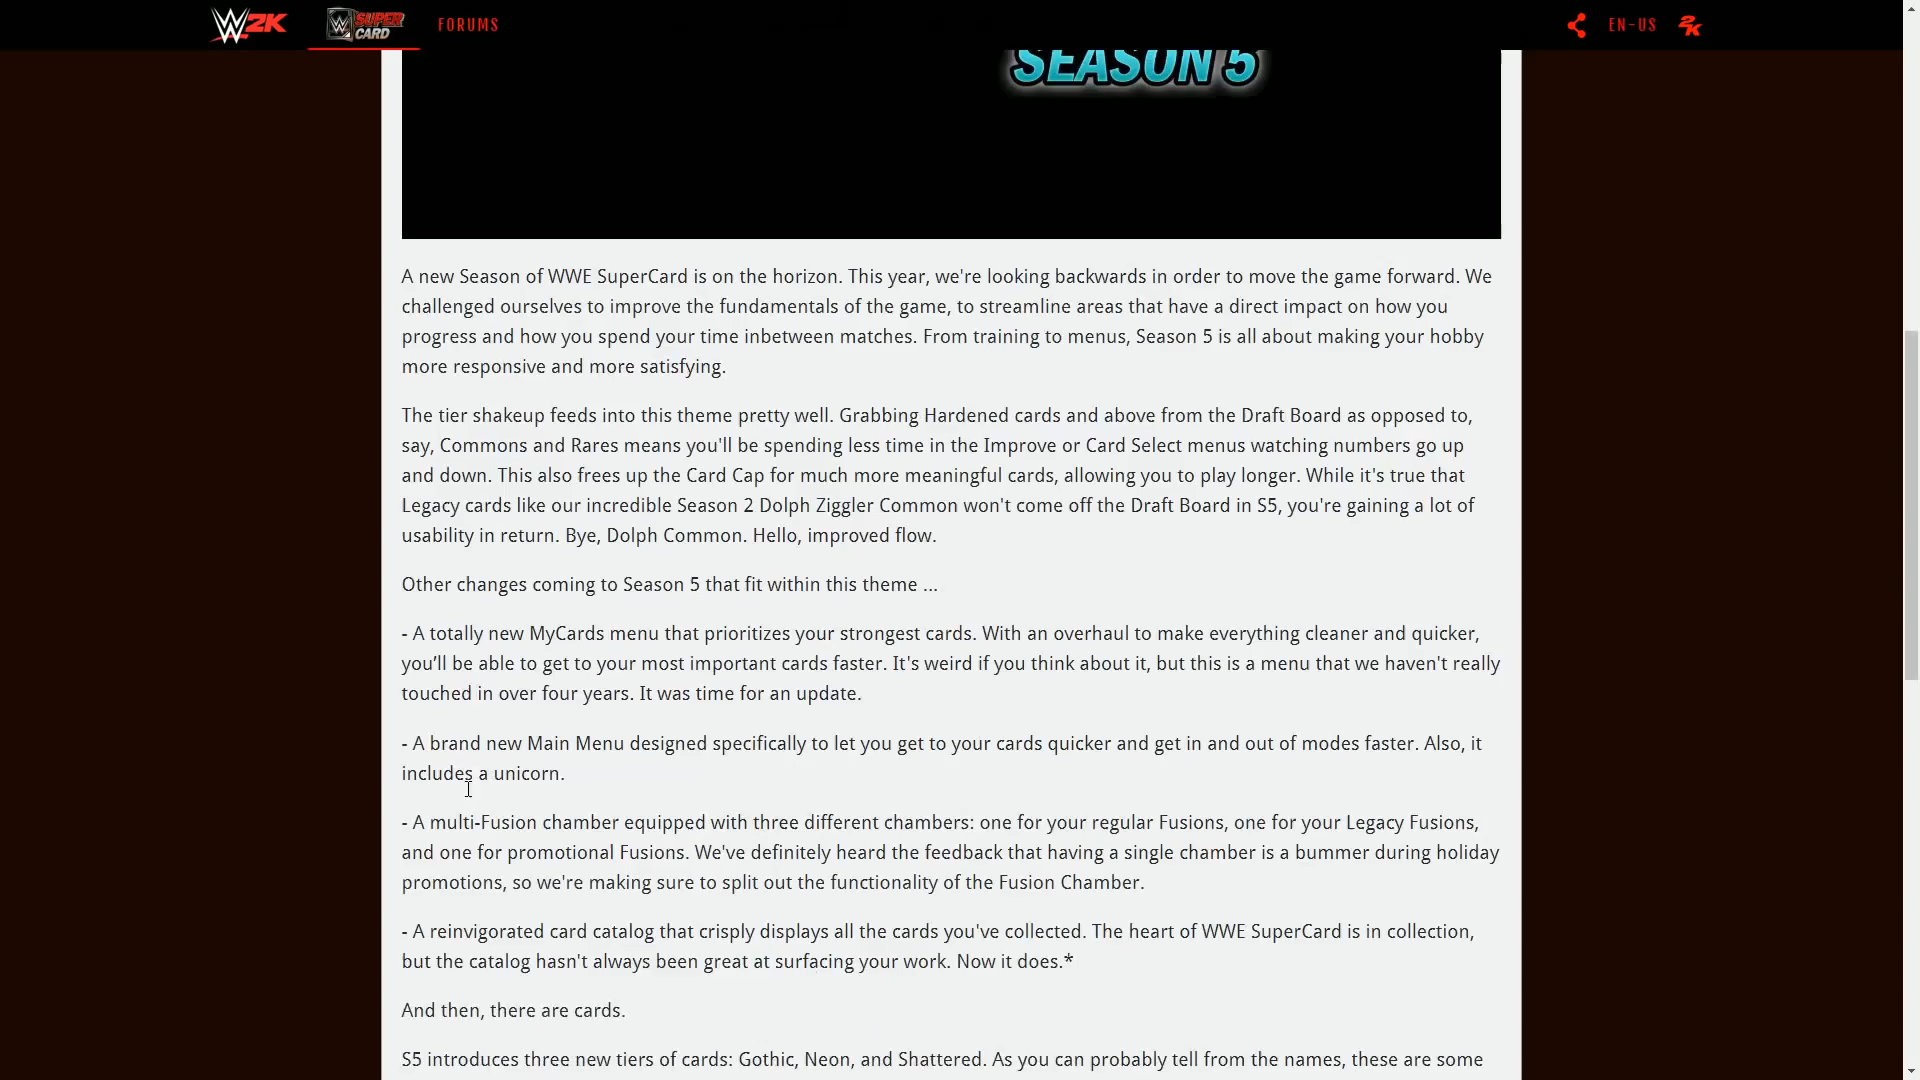 W 2K SUPER CARD FORUMS EN-US 2K
SEASON 5
A new Season of WWE SuperCard is on the horizon. This year, we're looking backwards in order to move the game forward. We
challenged ourselves to improve the fundamentals of the game, to streamline areas that have a direct impact on how you
progress and how you spend your time inbetween matches. From training to menus, Season 5 is all about making your hobby
more responsive and more satisfying.
The tier shakeup feeds into this theme pretty well. Grabbing Hardened cards and above from the Draft Board as opposed to,
say, Commons and Rares means you'll be spending less time in the Improve or Card Select menus watching numbers go up
and down. This also frees up the Card Cap for much more meaningful cards, allowing you to play longer. While it's true that
Legacy cards like our incredible Season 2 Dolph Ziggler Common won't come off the Draft Board in S5, you're gaining a lot of
usability in return. Bye, Dolph Common. Hello, improved flow.
Other changes coming to Season 5 that fit within this theme ...
- A totally new MyCards menu that prioritizes your strongest cards. With an overhaul to make everything cleaner and quicker,
you’ll be able to get to your most important cards faster. It's weird if you think about it, but this is a menu that we haven't really
touched in over four years. It was time for an update.
- A brand new Main Menu designed specifically to let you get to your cards quicker and get in and out of modes faster. Also, it
includes a unicorn.
- A multi-Fusion chamber equipped with three different chambers: one for your regular Fusions, one for your Legacy Fusions,
and one for promotional Fusions. We've definitely heard the feedback that having a single chamber is a bummer during holiday
promotions, so we're making sure to split out the functionality of the Fusion Chamber.
- A reinvigorated card catalog that crisply displays all the cards you've collected. The heart of WWE SuperCard is in collection,
but the catalog hasn't always been great at surfacing your work. Now it does.*
And then, there are cards.
S5 introduces three new tiers of cards: Gothic, Neon, and Shattered. As you can probably tell from the names, these are some